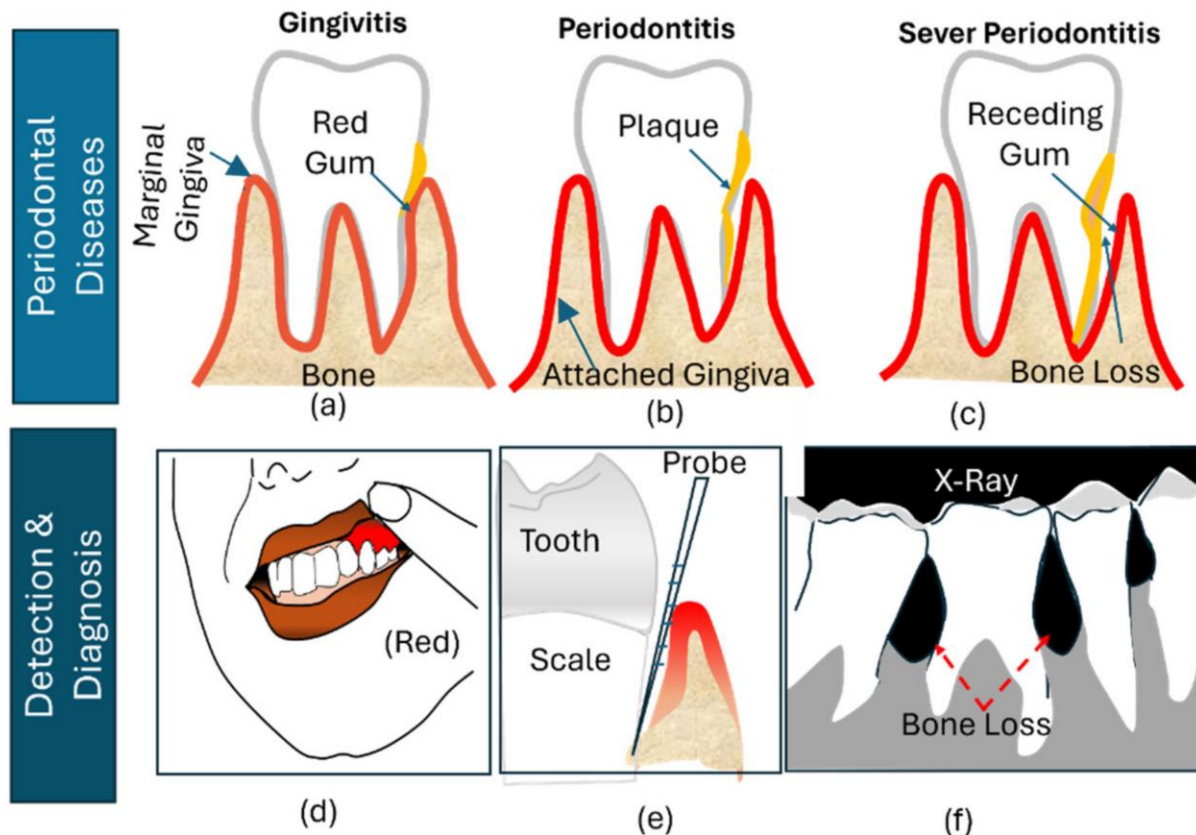 Periodontal
Diseases
Gingivitis
Periodontitis
Sever Periodontitis
Marginal
Gingiva
Red
Gum
Bone
(a)
Plaque
Attached Gingiva
(b)
Receding
Gum
Bone Loss
(c)
Detection &
Diagnosis
(Red)
(d)
Probe
Tooth
Scale
(e)
X-Ray
Bone Loss
(f)